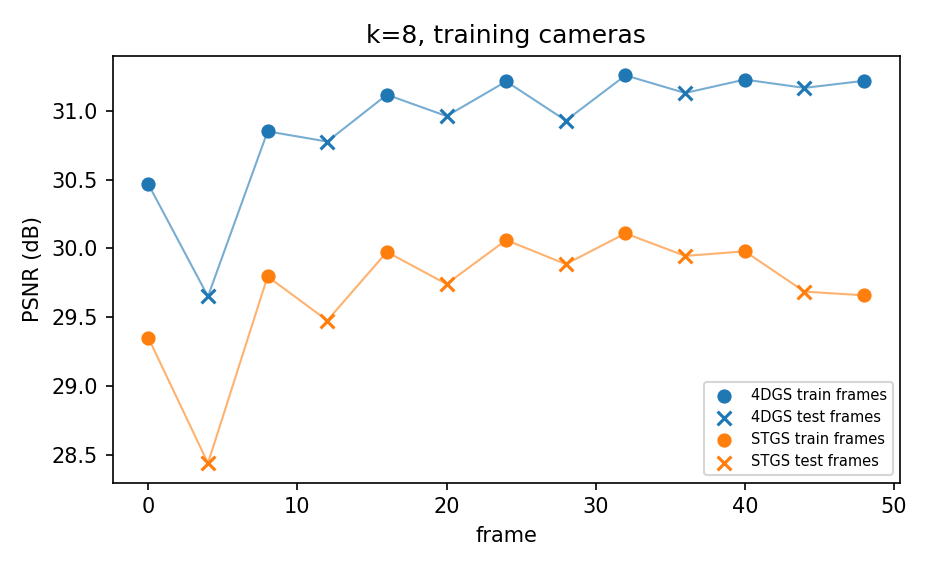 k=8, training cameras
PSNR (dB)
31.0
30.5
30.0
29.5
29.0
28.5
4DGS train frames
4DGS test frames
STGS train frames
STGS test frames
0 10 20 30 40 50
frame